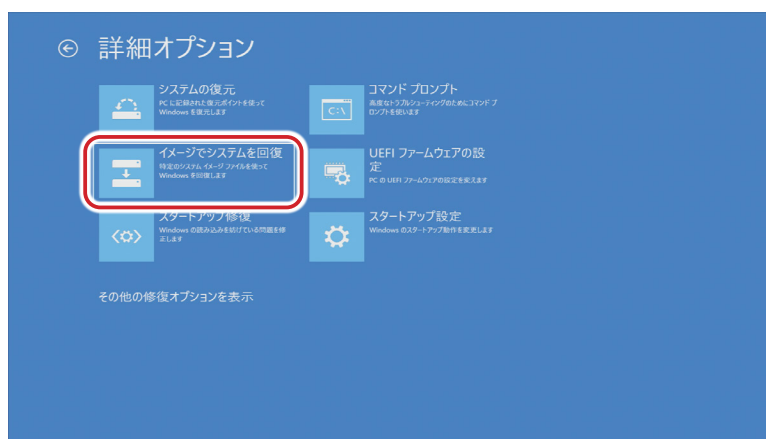 詳細オプション
システムの復元
PC に記録された復元ポイントを使って
Windows を復元します
コマンド プロンプト
高度なトラブルシューティングのためにコマンド プ
ロンプトを使います
C:\
イメージでシステムを回復
特定のシステム イメージ ファイルを使って
Windows を回復します
UEFI ファームウェアの設
定
PC の UEFI ファームウェアの設定を変えます
スタートアップ修復
Windows の読み込みを妨げている問題を修
正します
スタートアップ設定
Windows のスタートアップ動作を変更します
その他の修復オプションを表示